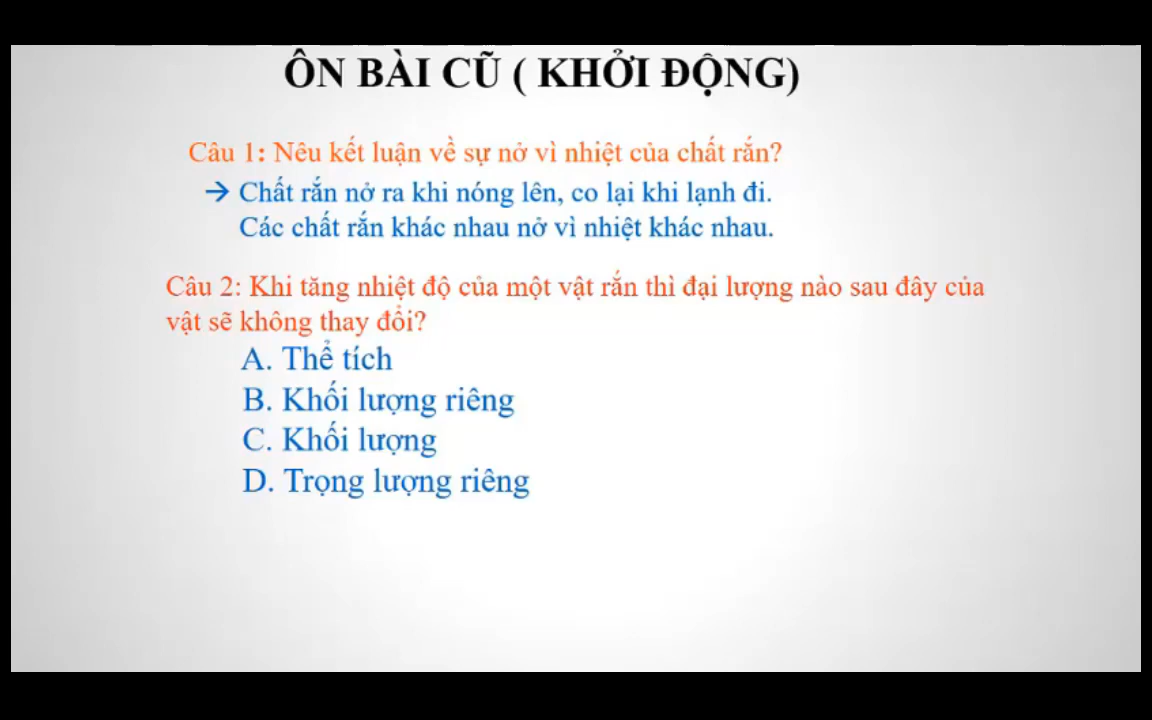 ÔN BÀI CŨ ( KHỞI ĐỘNG)
Câu 1: Nêu kết luận về sự nở vì nhiệt của chất rắn?
→ Chất rắn nở ra khi nóng lên, co lại khi lạnh đi.
Các chất rắn khác nhau nở vì nhiệt khác nhau.
Câu 2: Khi tăng nhiệt độ của một vật rắn thì đại lượng nào sau đây của
vật sẽ không thay đổi?
A. Thể tích
B. Khối lượng riêng
C. Khối lượng
D. Trọng lượng riêng